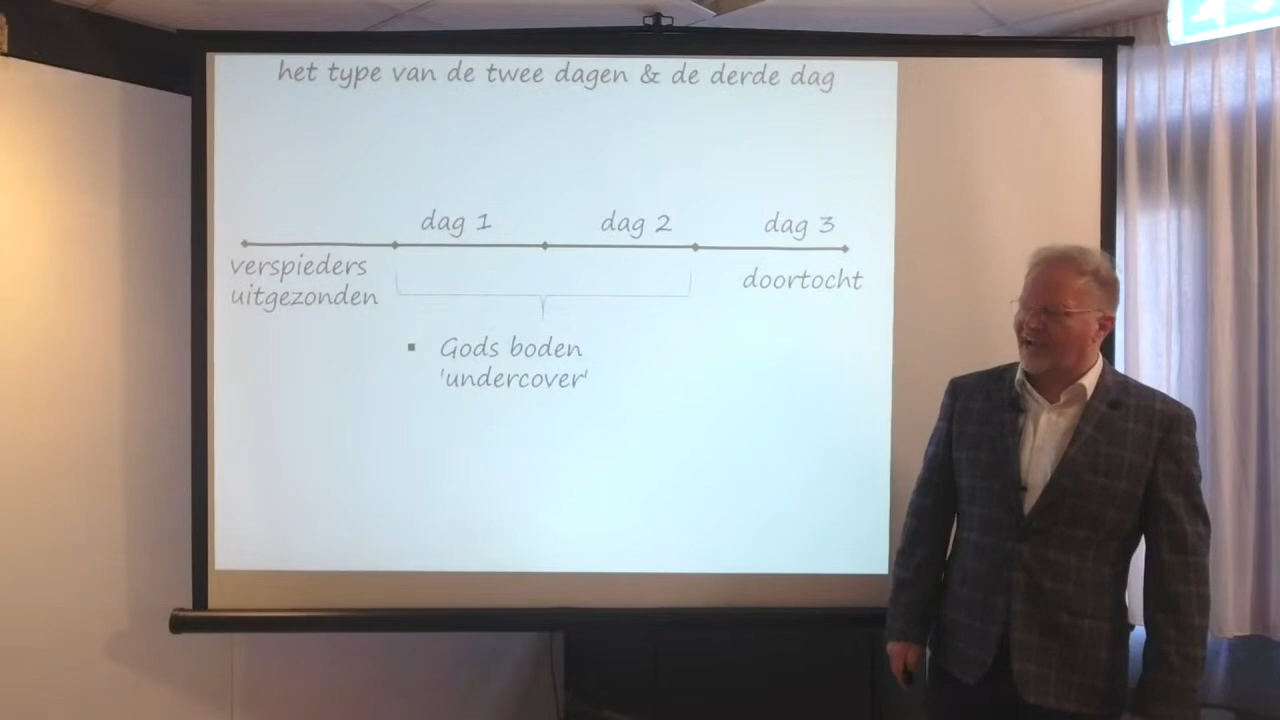 het type van de twee dagen & de derde dag
dag 1 dag 2 dag 3
verspieders
uitgezonden
doortocht
▪ Gods boden
'undercover'